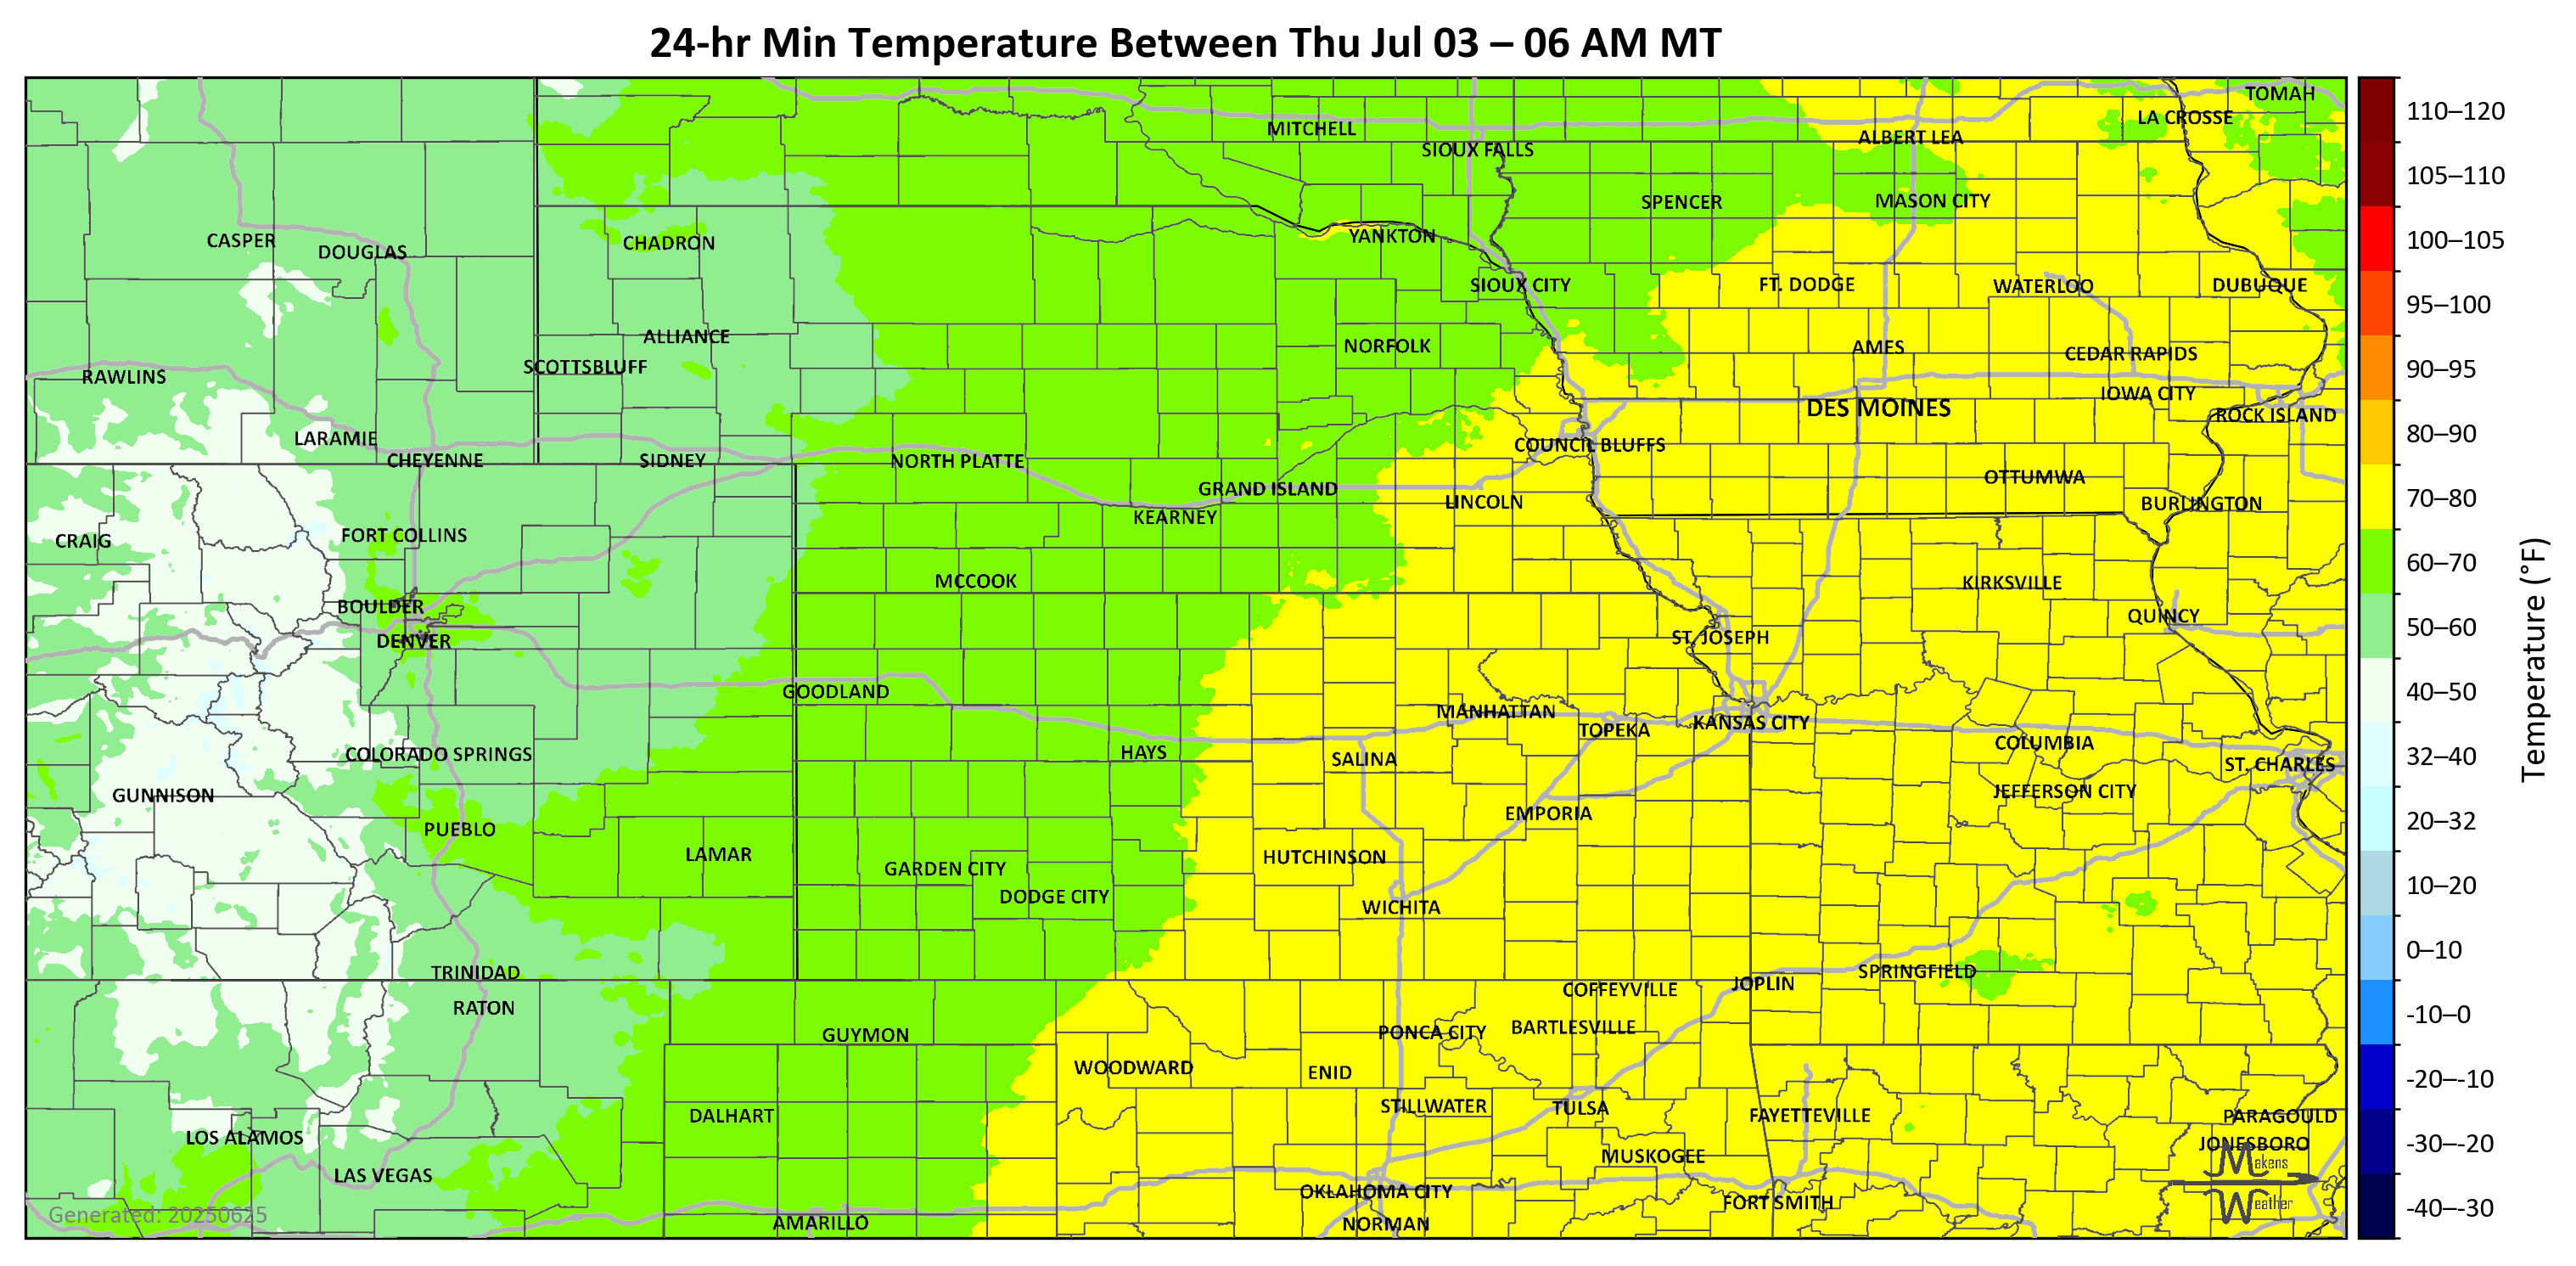 24-hr Min Temperature Between Thu Jul 03 – 06 AM MT
TOMAH
LA CROSSE
MITCHELL
ALBERT LEA
SIOUX FALLS
SPENCER
MASON CITY
CASPER
DOUGLAS
CHADRON
YANKTON
SIOUX CITY
FT. DODGE
WATERLOO
DUBUQUE
ALLIANCE
NORFOLK
AMES
CEDAR RAPIDS
SCOTTSBLUFF
RAWLINS
IOWA CITY
DES MOINES
ROCK ISLAND
LARAMIE
COUNCIL BLUFFS
CHEYENNE
SIDNEY
NORTH PLATTE
OTTUMWA
GRAND ISLAND
LINCOLN
BURLINGTON
KEARNEY
CRAIG
FORT COLLINS
MCCOOK
KIRKSVILLE
BOULDER
QUINCY
DENVER
ST. JOSEPH
GOODLAND
MANHATTAN
KANSAS CITY
TOPEKA
COLUMBIA
COLORADO SPRINGS
HAYS
SALINA
ST. CHARLES
GUNNISON
JEFFERSON CITY
EMPORIA
PUEBLO
LAMAR
HUTCHINSON
GARDEN CITY
DODGE CITY
WICHITA
TRINIDAD
SPRINGFIELD
JOPLIN
COFFEYVILLE
RATON
GUYMON
PONCA CITY
BARTLESVILLE
WOODWARD
ENID
DALHART
STILLWATER
TULSA
FAYETTEVILLE
PARAGOULD
LOS ALAMOS
JONESBORO
LAS VEGAS
MUSKOGEE
OKLAHOMA CITY
FORT SMITH
AMARILLO
NORMAN
Generated: 20250625
Makens
Weather
110–120
105–110
100–105
95–100
90–95
80–90
70–80
60–70
50–60
40–50
32–40
20–32
10–20
0–10
-10–0
-20–-10
-30–-20
-40–-30
Temperature (°F)